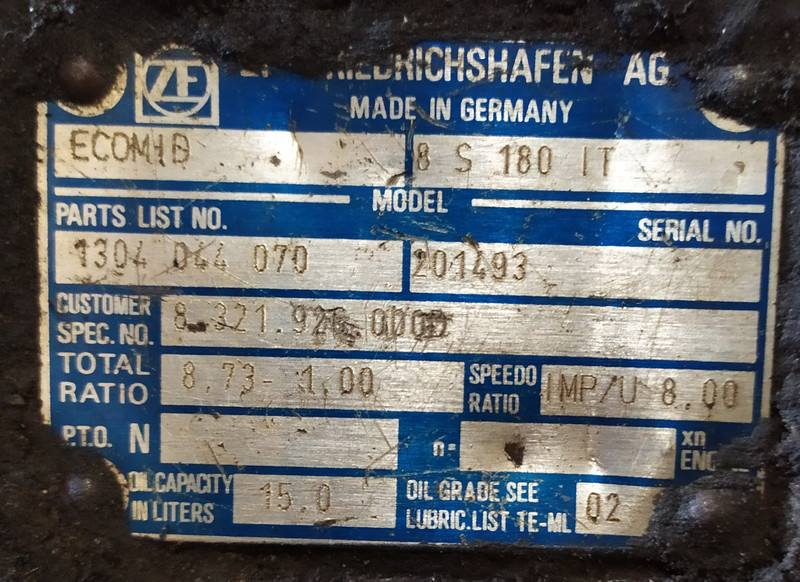 ZF FRIEDRICHSHAFEN AG
MADE IN GERMANY
ECOMID 8 S 180 IT
MODEL
PARTS LIST NO. SERIAL NO.
1304 044 070 201493
CUSTOMER
SPEC. NO.
TOTAL
RATIO 8.73- 1.00 SPEEDO
RATIO IMP/U 8.00
P.T.O. N n= xn
OIL CAPACITY
IN LITERS 15.0 OIL GRADE SEE
LUBRIC.LIST TE-ML 02